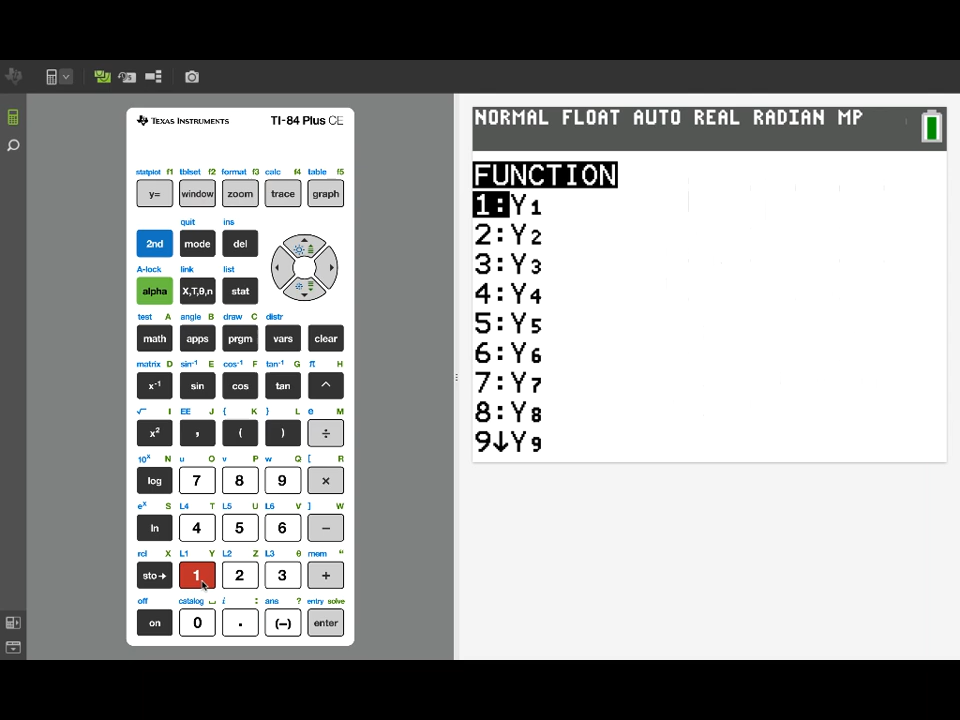 TEXAS INSTRUMENTS TI-84 Plus CE
statplot f1 tblset f2 format f3 calc f4 table f5
y= window zoom trace graph
quit ins
2nd mode del
A-lock link list
alpha X,T,θ,n stat
test A angle B draw C distr
math apps prgm vars clear
matrix D sin-1 E cos-1 F tan-1 G π H
x-1 sin cos tan ^
√ I EE J { K } L e M
x² , ( ) ÷
10x N u O v P w Q [ R
log 7 8 9 ×
ex S L4 T L5 U L6 V ] W
ln 4 5 6 −
rcl X L1 Y L2 Z L3 θ mem “
sto→ 1 2 3 +
off catalog ⎵ i : ans ? entry solve
on 0 . (−) enter
NORMAL FLOAT AUTO REAL RADIAN MP
FUNCTION
1:Y1
2:Y2
3:Y3
4:Y4
5:Y5
6:Y6
7:Y7
8:Y8
9↓Y9